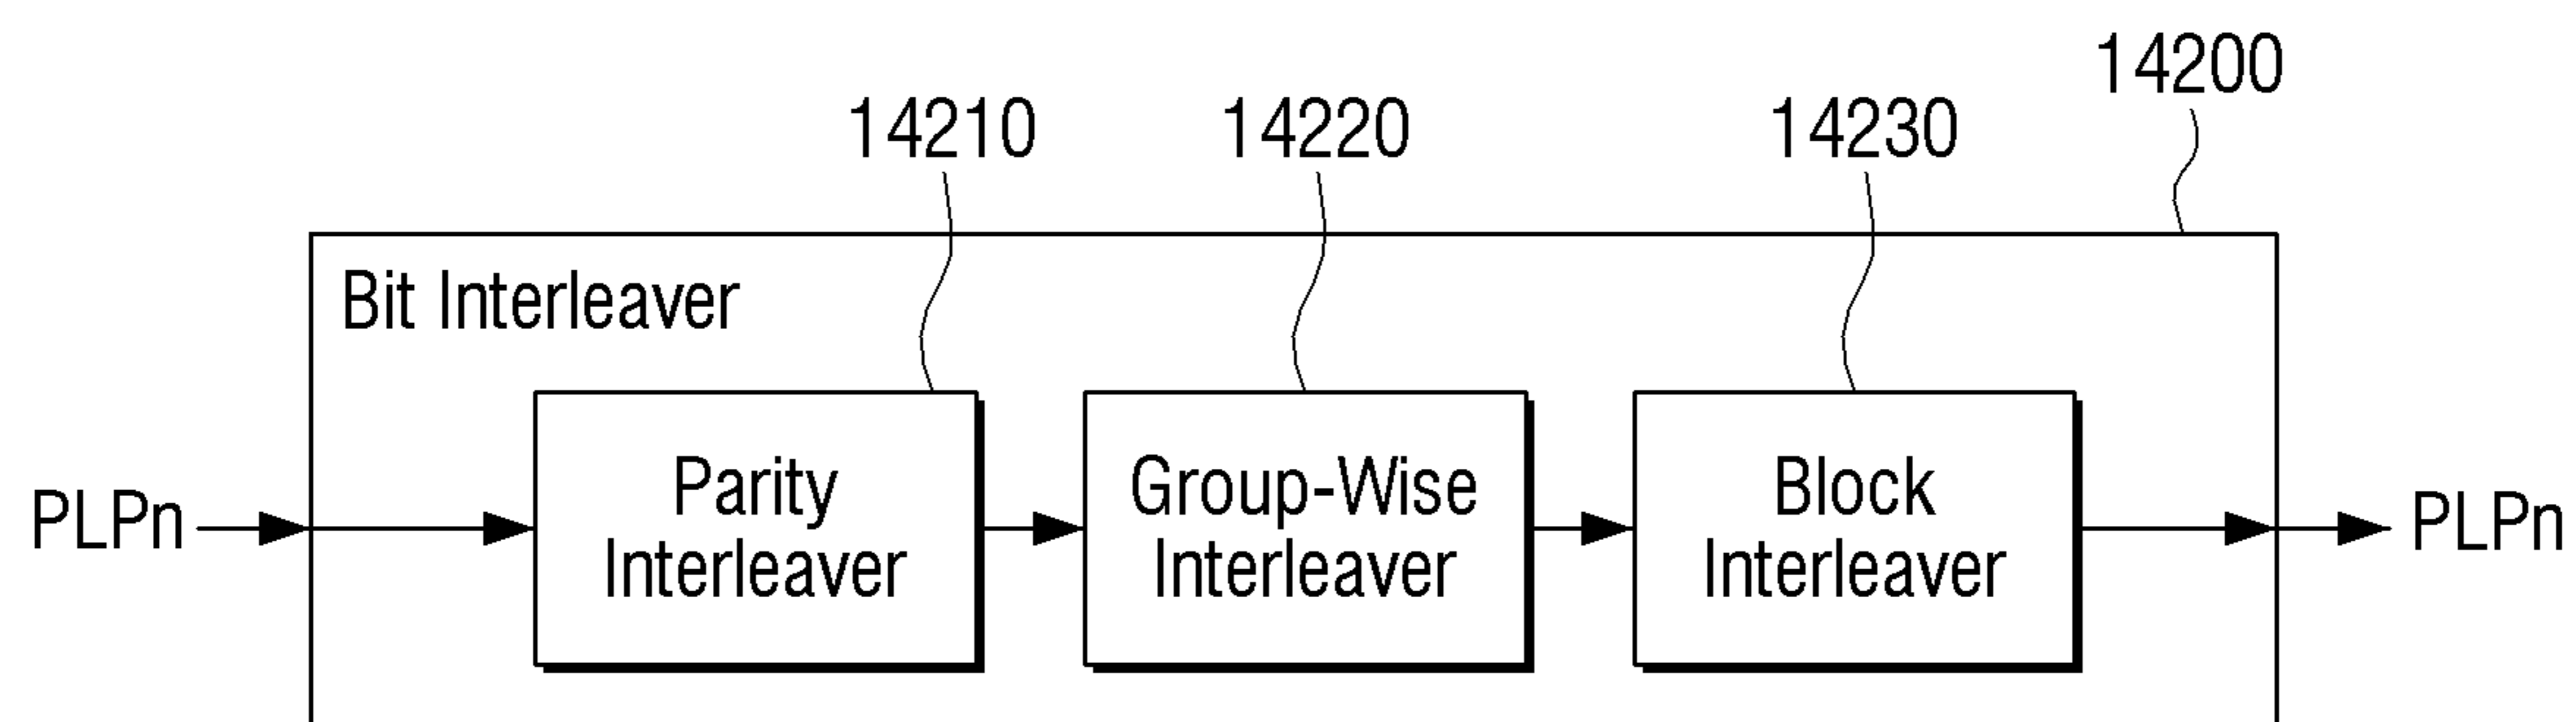 14200
14210 14220 14230
Bit Interleaver
PLPn
Parity
Interleaver
Group-Wise
Interleaver
Block
Interleaver
PLPn